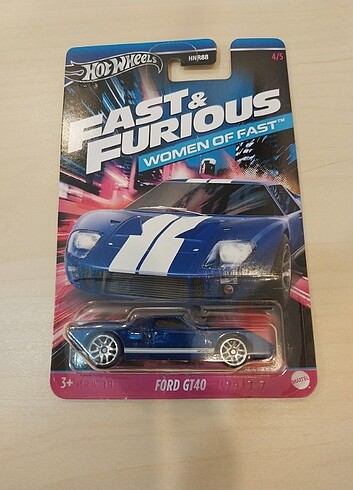 Hot Wheels
HNR88
4/5
FAST &
FURIOUS
WOMEN OF FAST™
3+
FORD GT40
MATTEL